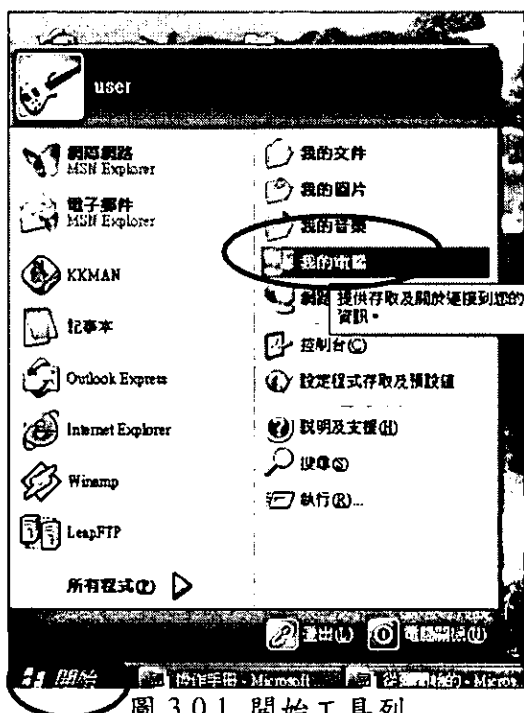 user
網際網路
MSN Explorer
電子郵件
MSN Explorer
KKMAN
記事本
Outlook Express
Internet Explorer
Winamp
LeapFTP
所有程式(P)
我的文件
我的圖片
我的音樂
我的電腦
網路
提供存取及關於連接到您的
資訊。
控制台(C)
設定程式存取及預設值
說明及支援(H)
搜尋(S)
執行(R)...
登出(L)
電腦關機(U)
開始
操作手冊 - Microsoft
- Micros
圖 3.0.1 開始工具列